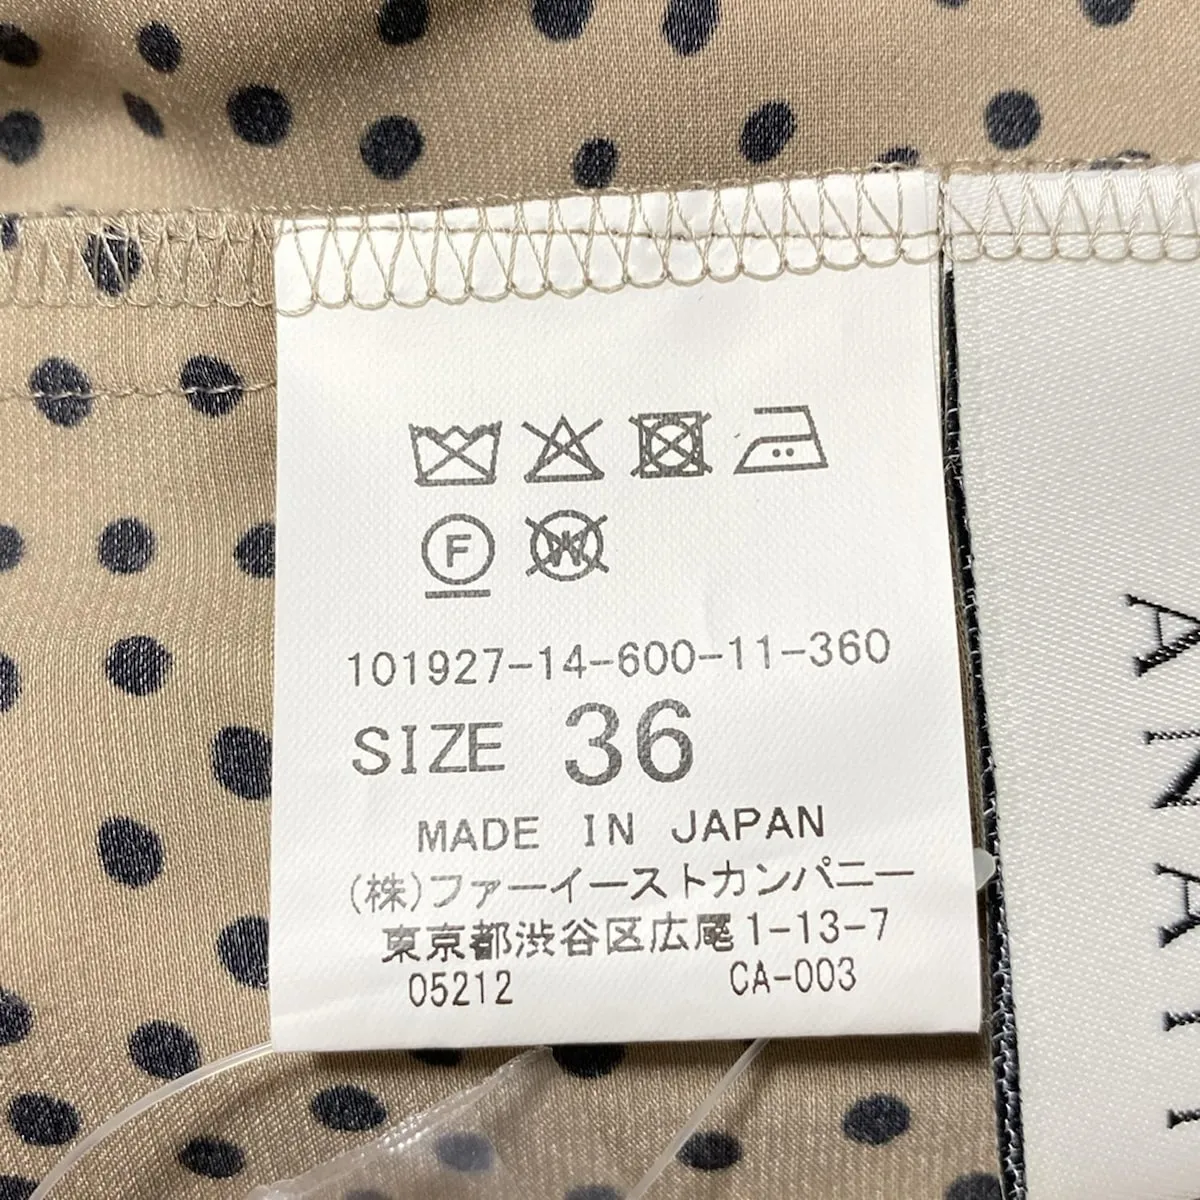 F
W
101927-14-600-11-360
SIZE 36
MADE IN JAPAN
(株)ファーイーストカンパニー
東京都渋谷区広尾1-13-7
05212 CA-003
ANATI